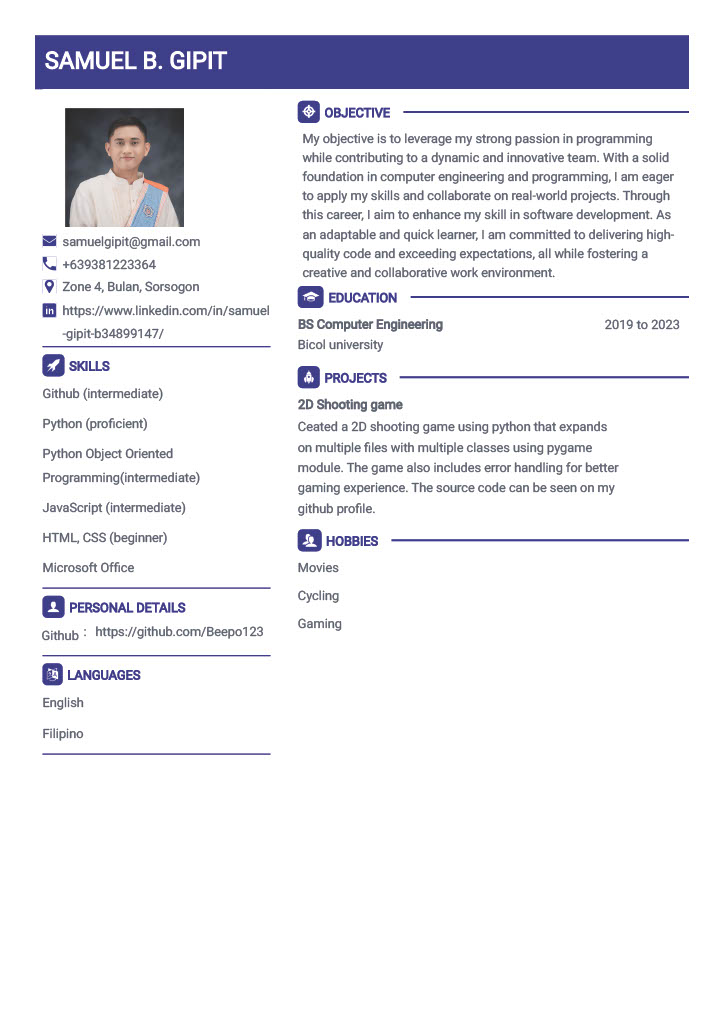 SAMUEL B. GIPIT
samuelgipit@gmail.com
+639381223364
Zone 4, Bulan, Sorsogon
https://www.linkedin.com/in/samuel
-gipit-b34899147/
SKILLS
Github (intermediate)
Python (proficient)
Python Object Oriented
Programming(intermediate)
JavaScript (intermediate)
HTML, CSS (beginner)
Microsoft Office
PERSONAL DETAILS
Github : https://github.com/Beepo123
LANGUAGES
English
Filipino
OBJECTIVE
My objective is to leverage my strong passion in programming
while contributing to a dynamic and innovative team. With a solid
foundation in computer engineering and programming, I am eager
to apply my skills and collaborate on real-world projects. Through
this career, I aim to enhance my skill in software development. As
an adaptable and quick learner, I am committed to delivering high-
quality code and exceeding expectations, all while fostering a
creative and collaborative work environment.
EDUCATION
BS Computer Engineering 2019 to 2023
Bicol university
PROJECTS
2D Shooting game
Ceated a 2D shooting game using python that expands
on multiple files with multiple classes using pygame
module. The game also includes error handling for better
gaming experience. The source code can be seen on my
github profile.
HOBBIES
Movies
Cycling
Gaming